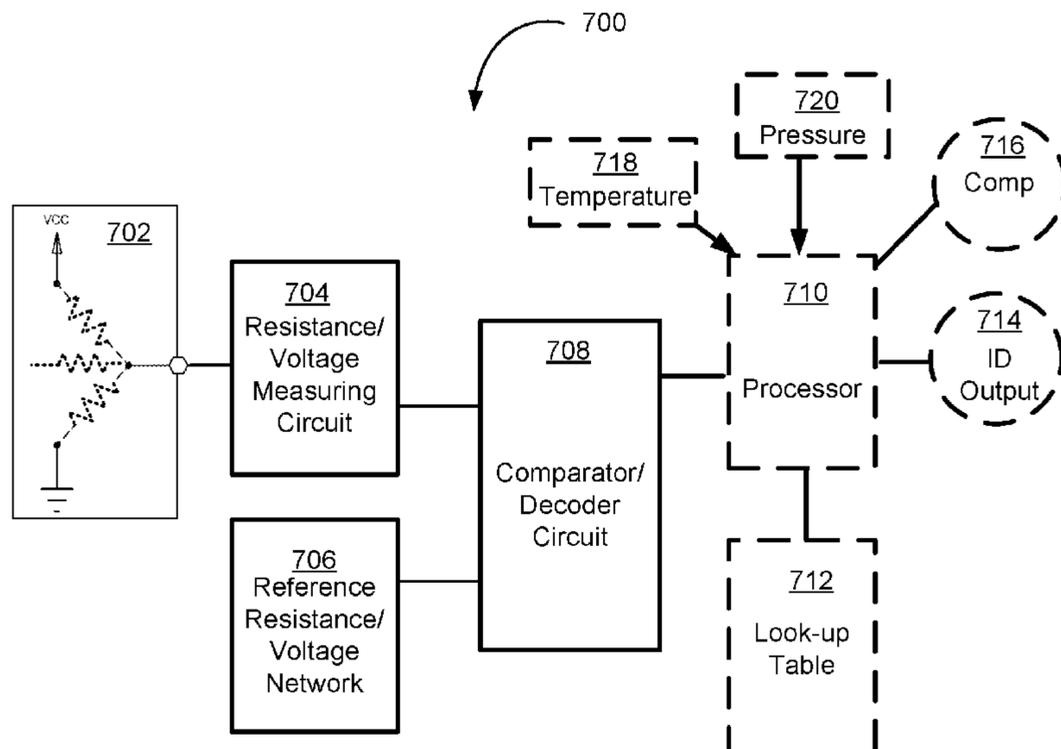 700
720
Pressure
718
Temperature
716
Comp
VCC
702
704
Resistance/
Voltage
Measuring
Circuit
708
Comparator/
Decoder
Circuit
710
Processor
714
ID
Output
706
Reference
Resistance/
Voltage
Network
712
Look-up
Table